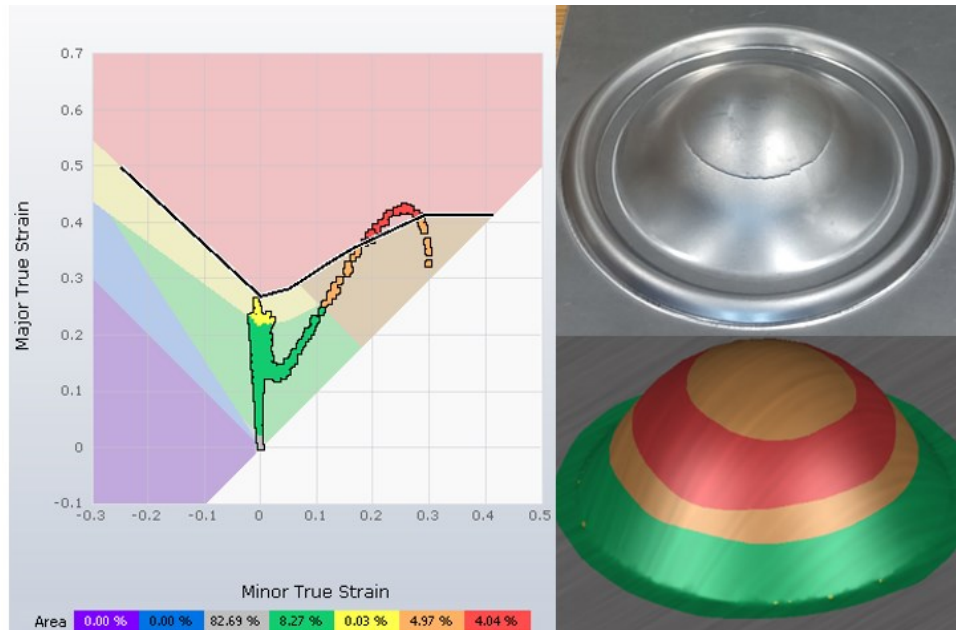 0.7
0.6
0.5
0.4
0.3
0.2
0.1
0
-0.1
Major True Strain
-0.3 -0.2 -0.1 0 0.1 0.2 0.3 0.4 0.5
Minor True Strain
Area 0.00 % 0.00 % 82.69 % 8.27 % 0.03 % 4.97 % 4.04 %